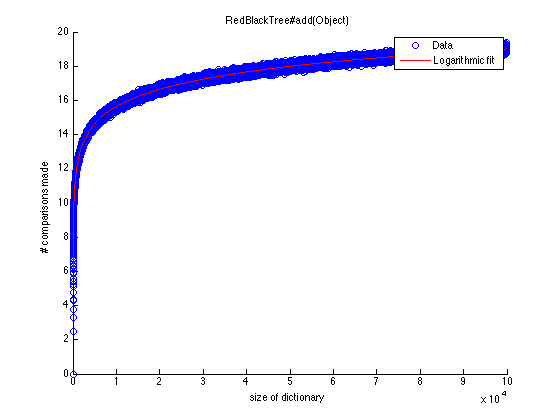 RedBlackTree#add(Object)
20
18
16
14
12
10
8
6
4
2
0
# comparisons made
Data
Logarithmic fit
0 1 2 3 4 5 6 7 8 9 10
size of dictionary
x 10^4